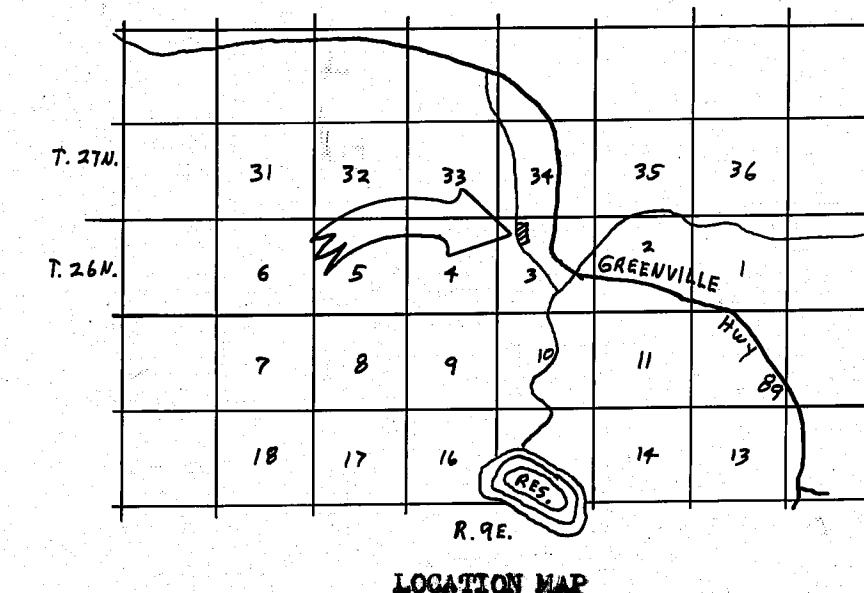 T. 27N.
31 32 33 34 35 36
T. 26N.
6 5 4 3 2 1
GREENVILLE
HWY
89
7 8 9 10 11
18 17 16 14 13
RES.
R. 9E.
LOCATION MAP